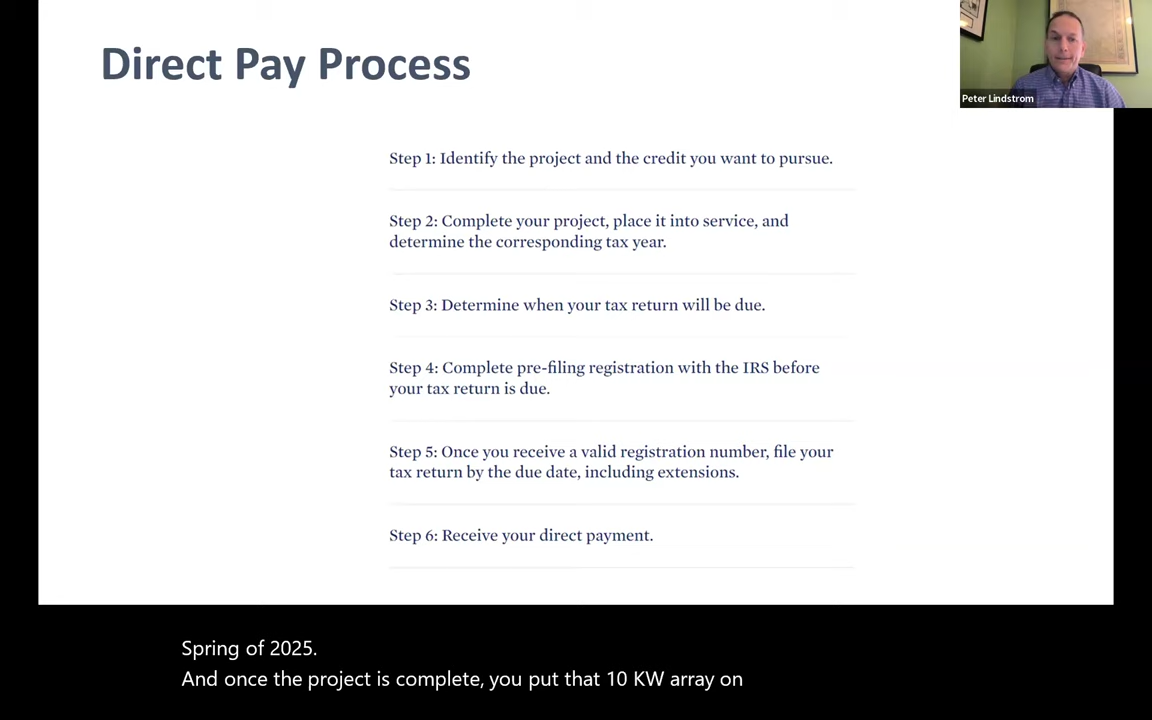 Direct Pay Process
Peter Lindstrom
Step 1: Identify the project and the credit you want to pursue.
Step 2: Complete your project, place it into service, and
determine the corresponding tax year.
Step 3: Determine when your tax return will be due.
Step 4: Complete pre-filing registration with the IRS before
your tax return is due.
Step 5: Once you receive a valid registration number, file your
tax return by the due date, including extensions.
Step 6: Receive your direct payment.
Spring of 2025.
And once the project is complete, you put that 10 KW array on